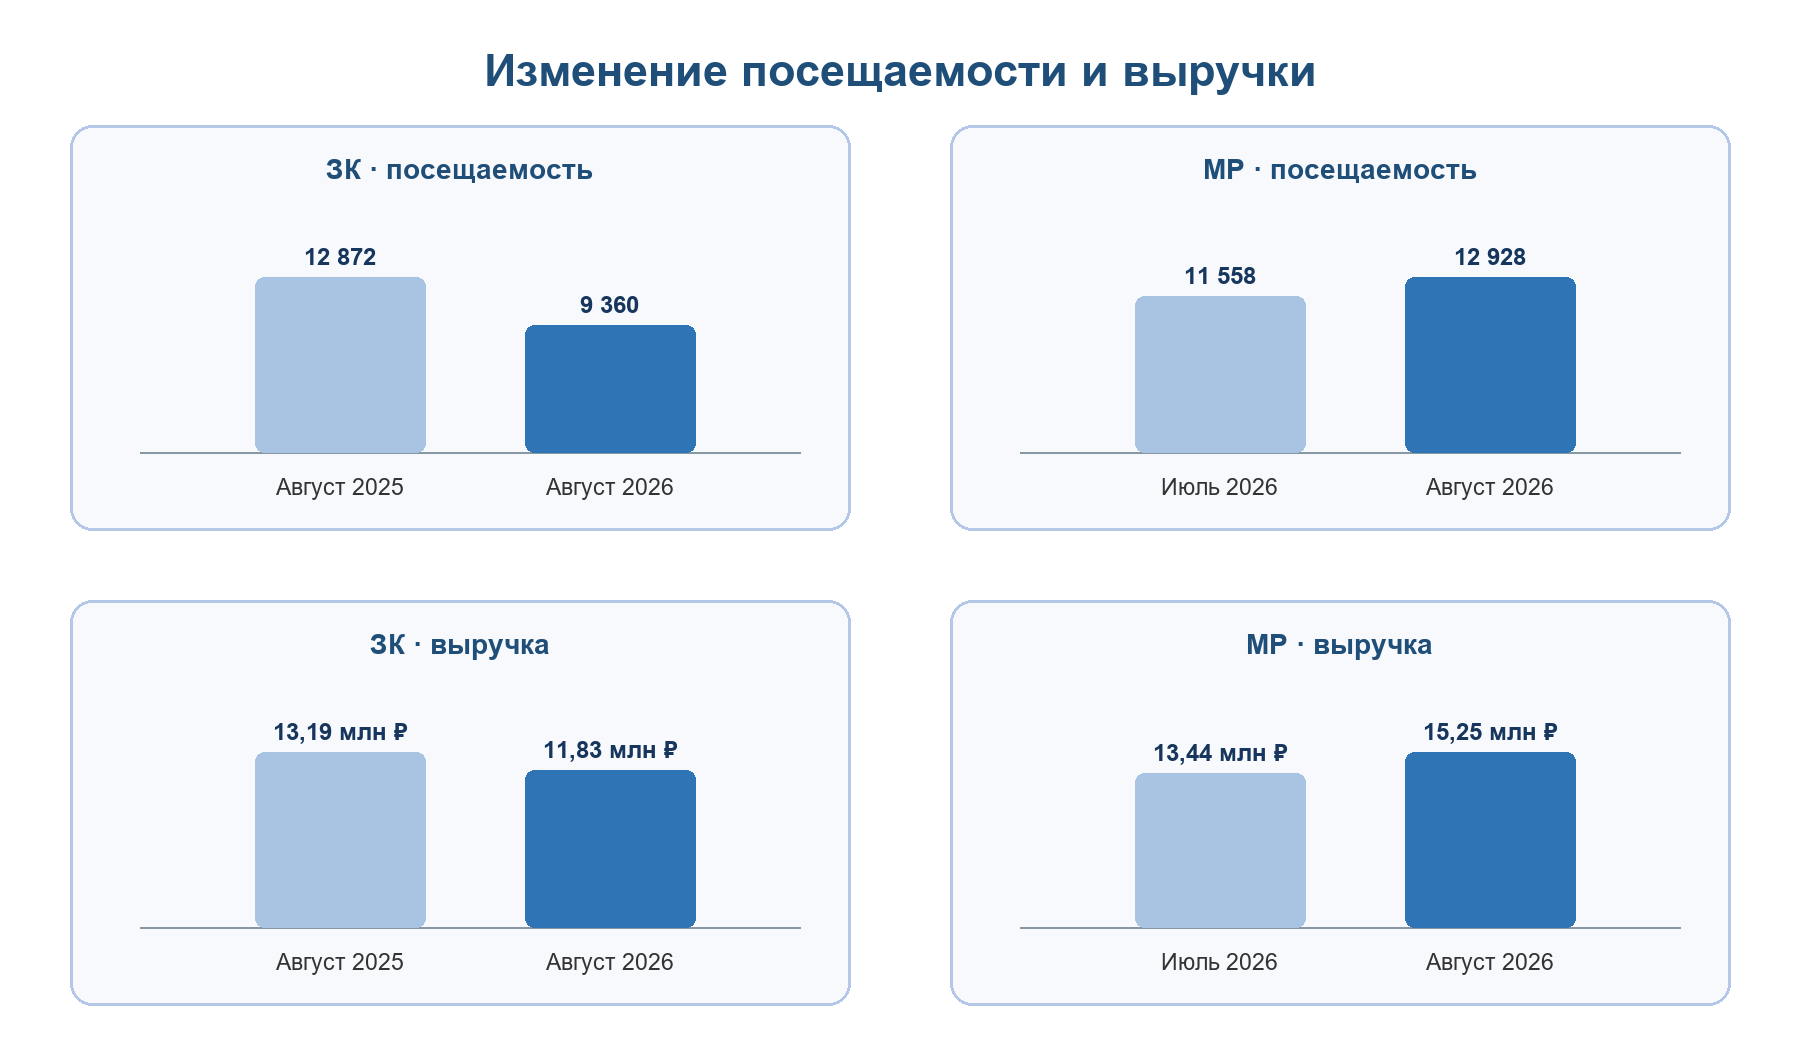 Изменение посещаемости и выручки
ЗК · посещаемость
12 872
9 360
Август 2025
Август 2026
МР · посещаемость
11 558
12 928
Июль 2026
Август 2026
ЗК · выручка
13,19 млн ₽
11,83 млн ₽
Август 2025
Август 2026
МР · выручка
13,44 млн ₽
15,25 млн ₽
Июль 2026
Август 2026